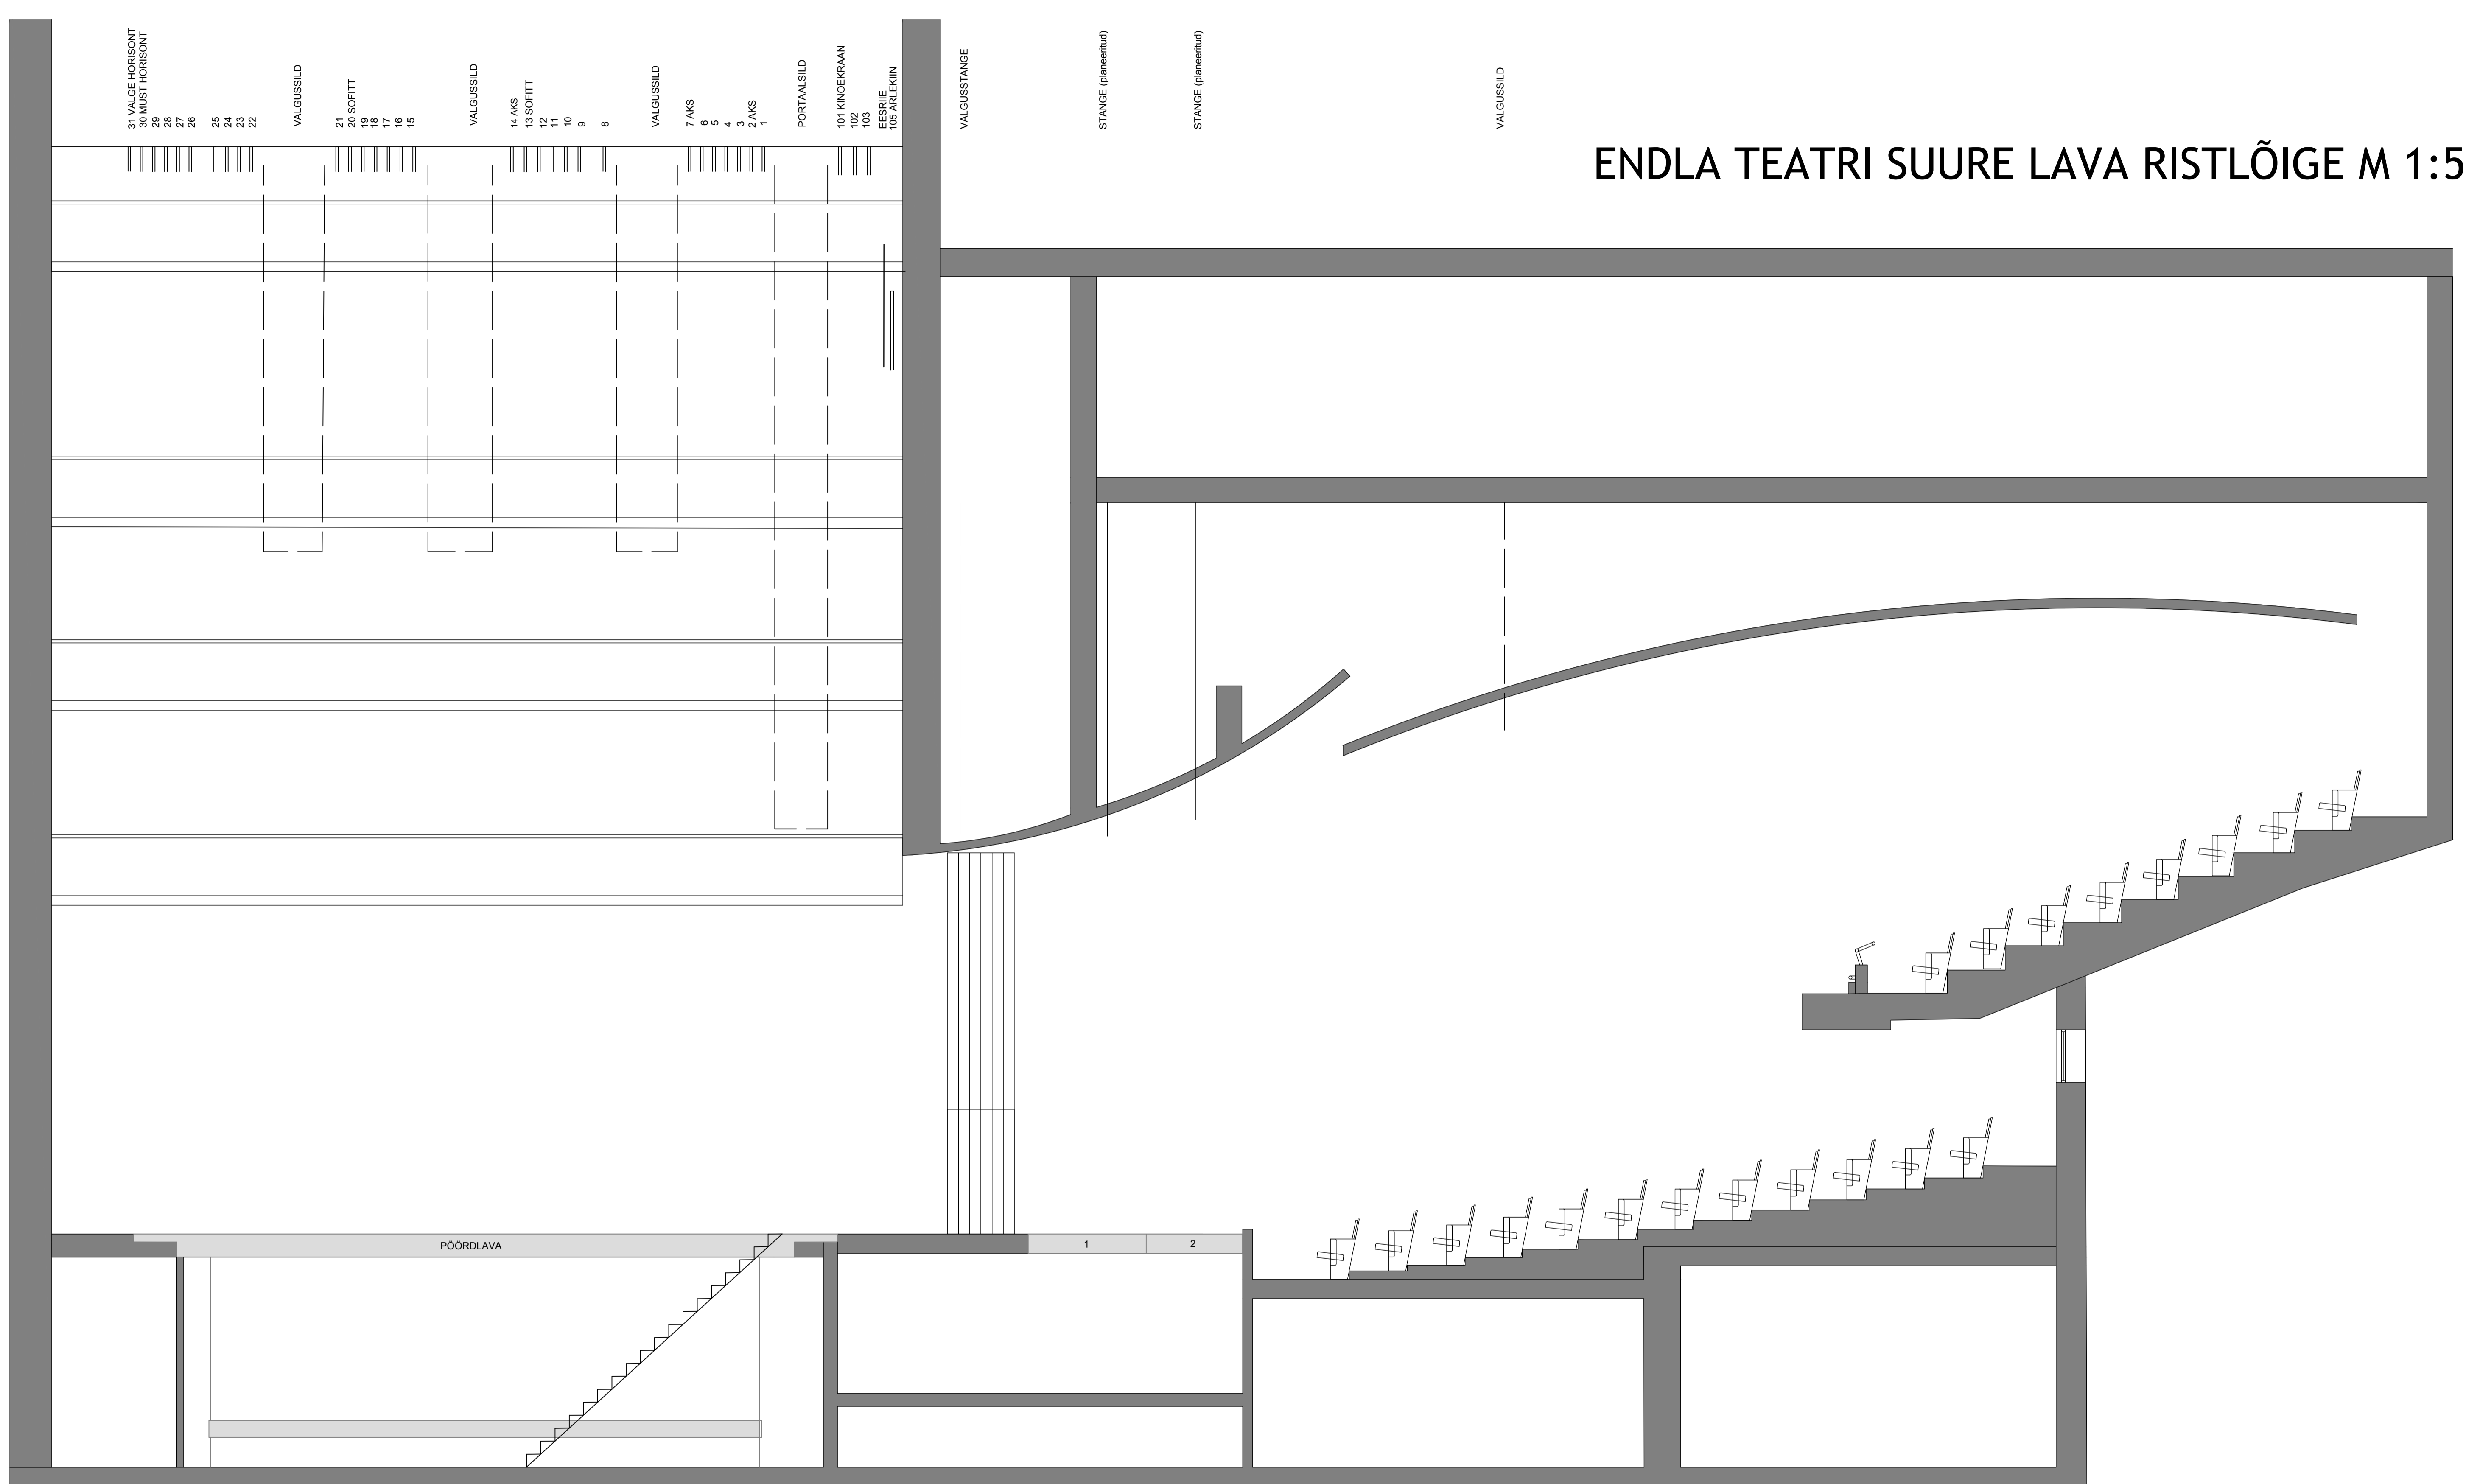 31 VALGE HORISONT
30 MUST HORISONT
29
28
27
26
25
24
23
22
VALGUSSILD
21
20 SOFITT
19
18
17
16
15
VALGUSSILD
14 AKS
13 SOFITT
12
11
10
9
8
VALGUSSILD
7 AKS
6
5
4
3
2 AKS
1
PORTAALSILD
101 KINOEKRAAN
102
103
EESRIIE
105 ARLEKIIN
VALGUSSTANGE
STANGE (planeeritud)
STANGE (planeeritud)
VALGUSSILD
ENDLA TEATRI SUURE LAVA RISTLÕIGE M 1:5
PÖÖRDLAVA
1
2